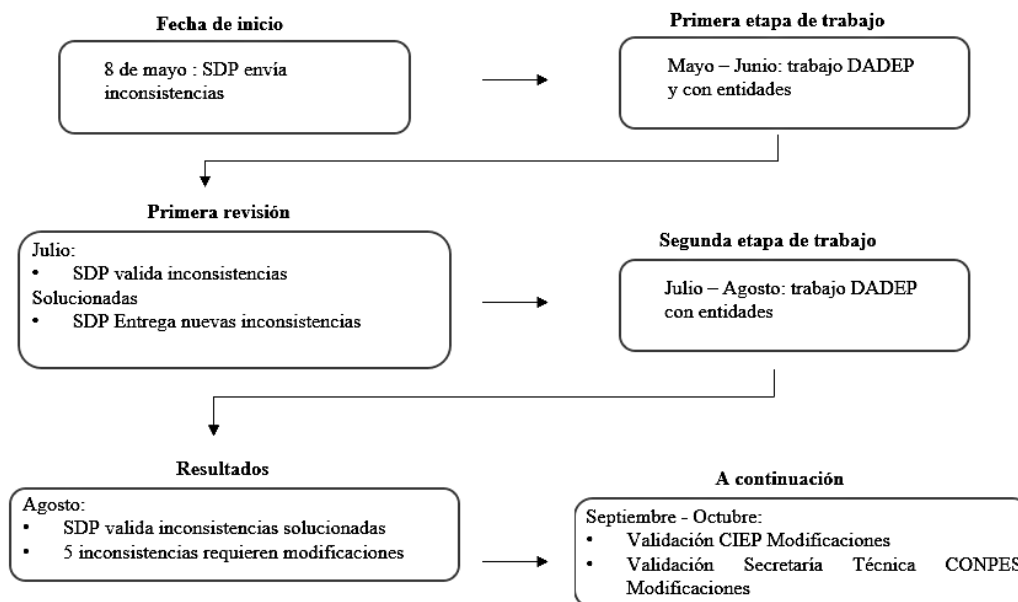 Fecha de inicio
8 de mayo : SDP envía
inconsistencias
Primera etapa de trabajo
Mayo – Junio: trabajo DADEP
y con entidades
Primera revisión
Julio:
• SDP valida inconsistencias
Solucionadas
• SDP Entrega nuevas inconsistencias
Segunda etapa de trabajo
Julio – Agosto: trabajo DADEP
con entidades
Resultados
Agosto:
• SDP valida inconsistencias solucionadas
• 5 inconsistencias requieren modificaciones
A continuación
Septiembre - Octubre:
• Validación CIEP Modificaciones
• Validación Secretaría Técnica CONPES
Modificaciones